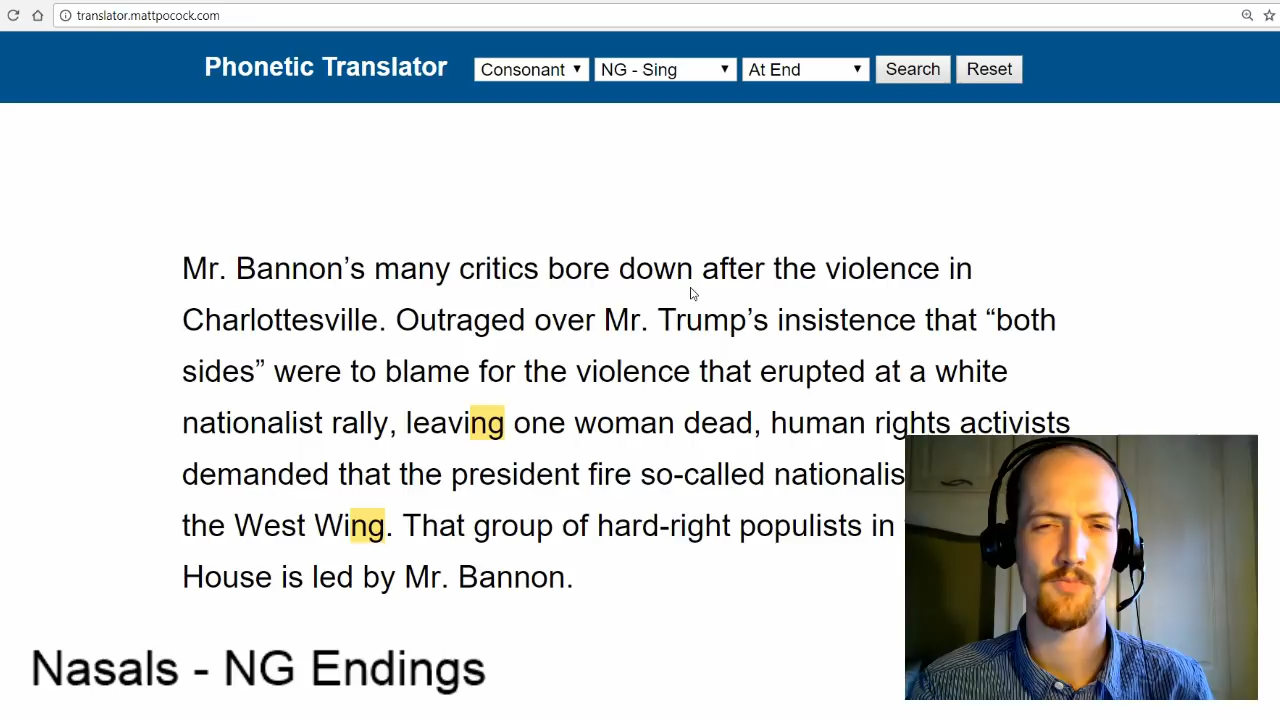 translator.mattpocock.com
Phonetic Translator Consonant NG - Sing At End Search Reset
Mr. Bannon’s many critics bore down after the violence in
Charlottesville. Outraged over Mr. Trump’s insistence that “both
sides” were to blame for the violence that erupted at a white
nationalist rally, leaving one woman dead, human rights activists
demanded that the president fire so-called nationalis
the West Wing. That group of hard-right populists in
House is led by Mr. Bannon.
Nasals - NG Endings